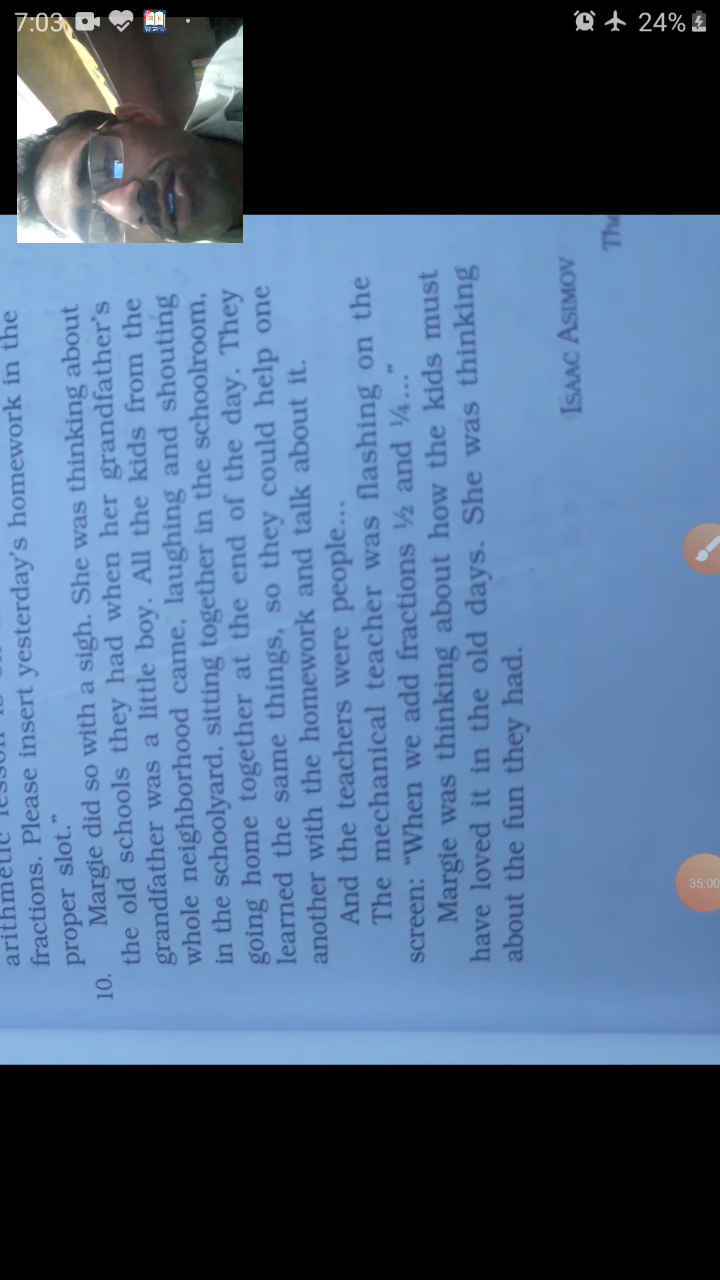 7:03
24%
arithmetic lesson is
fractions. Please insert yesterday's homework in the
proper slot."
10. Margie did so with a sigh. She was thinking about
the old schools they had when her grandfather's
grandfather was a little boy. All the kids from the
whole neighborhood came, laughing and shouting
in the schoolyard, sitting together in the schoolroom,
going home together at the end of the day. They
learned the same things, so they could help one
another with the homework and talk about it.
And the teachers were people...
The mechanical teacher was flashing on the
screen: “When we add fractions ½ and ¼...”
Margie was thinking about how the kids must
have loved it in the old days. She was thinking
about the fun they had.
ISAAC ASIMOV
The
35:00